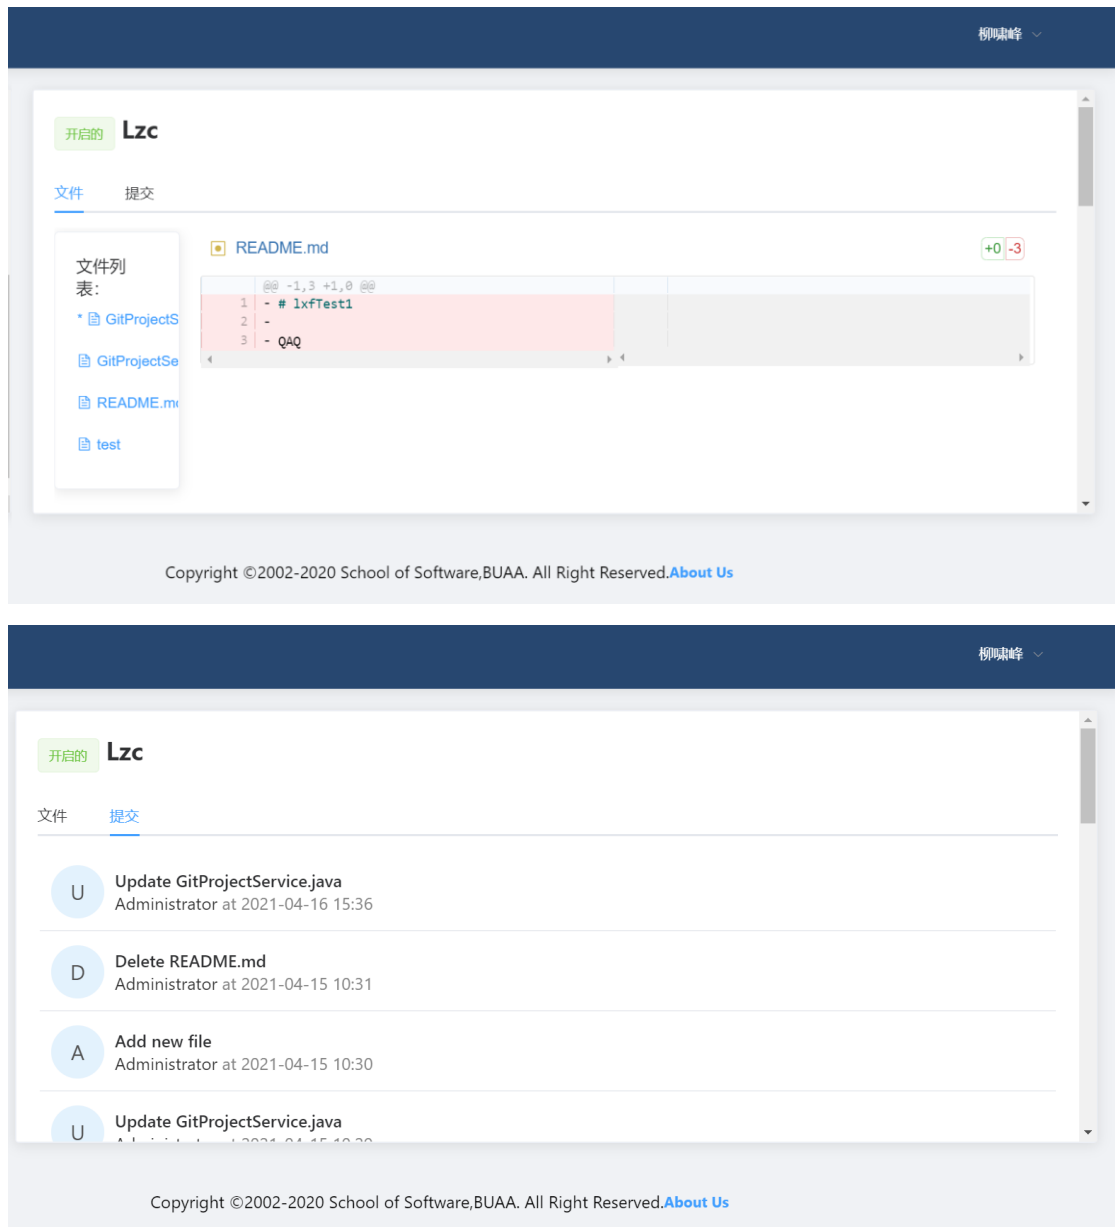 柳啸峰
开启的 Lzc
文件 提交
文件列
表：
* GitProjectS
GitProjectSe
README.m
test
README.md
+0 -3
@@ -1,3 +1,0 @@
1 - # lxfTest1
2 -
3 - QAQ
Copyright ©2002-2020 School of Software,BUAA. All Right Reserved.About Us
柳啸峰
开启的 Lzc
文件 提交
U
Update GitProjectService.java
Administrator at 2021-04-16 15:36
D
Delete README.md
Administrator at 2021-04-15 10:31
A
Add new file
Administrator at 2021-04-15 10:30
U
Update GitProjectService.java
Copyright ©2002-2020 School of Software,BUAA. All Right Reserved.About Us